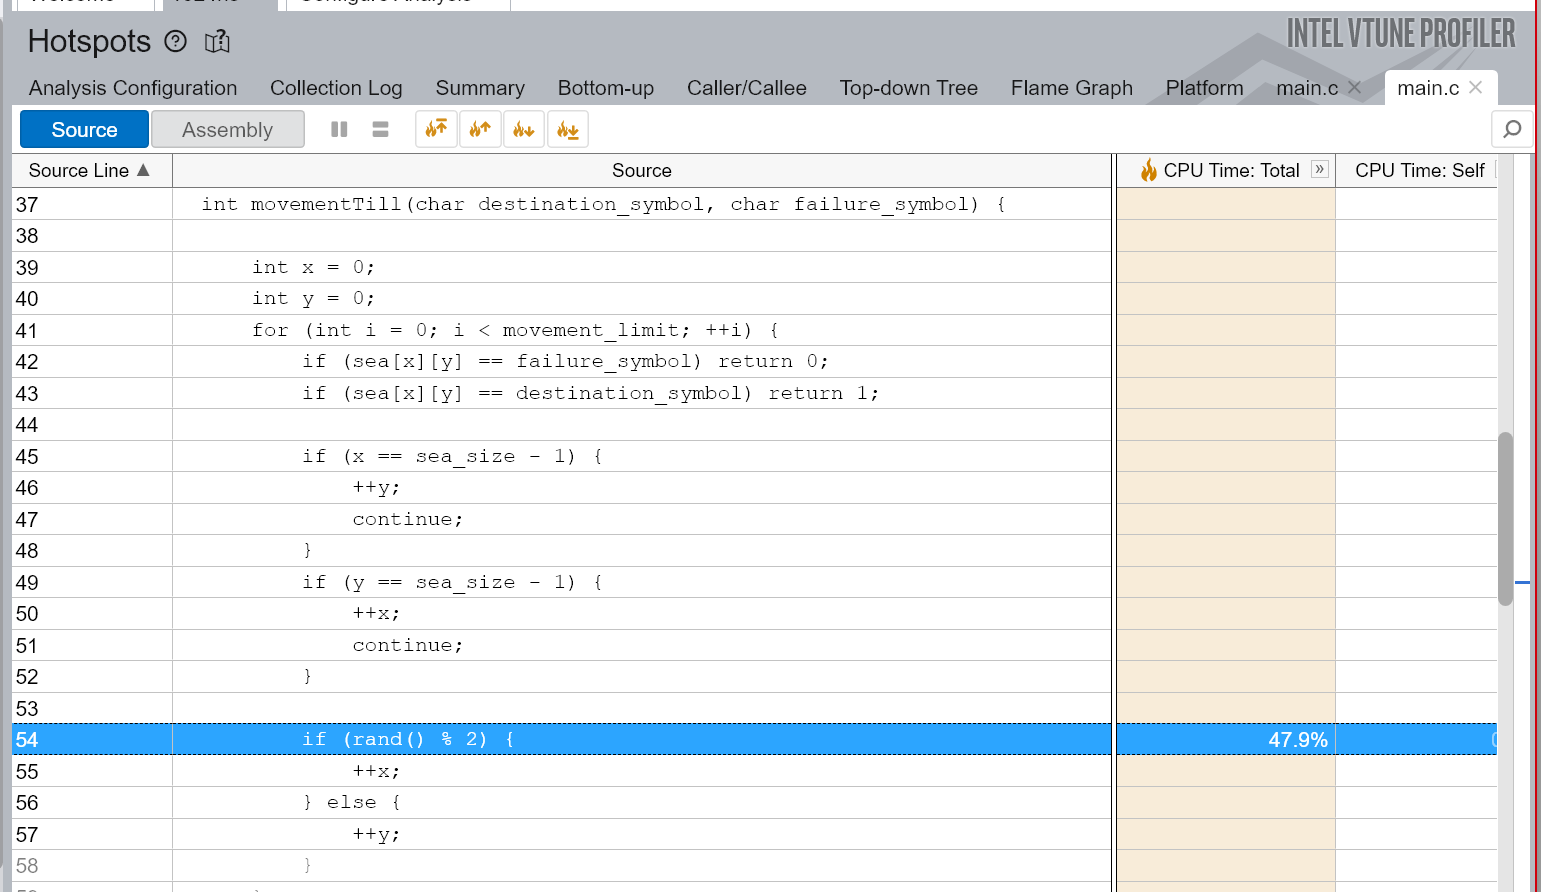 Hotspots
INTEL VTUNE PROFILER
Analysis Configuration Collection Log Summary Bottom-up Caller/Callee Top-down Tree Flame Graph Platform main.c main.c
Source Assembly
Source Line Source CPU Time: Total CPU Time: Self
37 int movementTill(char destination_symbol, char failure_symbol) {
38
39 int x = 0;
40 int y = 0;
41 for (int i = 0; i < movement_limit; ++i) {
42 if (sea[x][y] == failure_symbol) return 0;
43 if (sea[x][y] == destination_symbol) return 1;
44
45 if (x == sea_size - 1) {
46 ++y;
47 continue;
48 }
49 if (y == sea_size - 1) {
50 ++x;
51 continue;
52 }
53
54 if (rand() % 2) { 47.9%
55 ++x;
56 } else {
57 ++y;
58 }